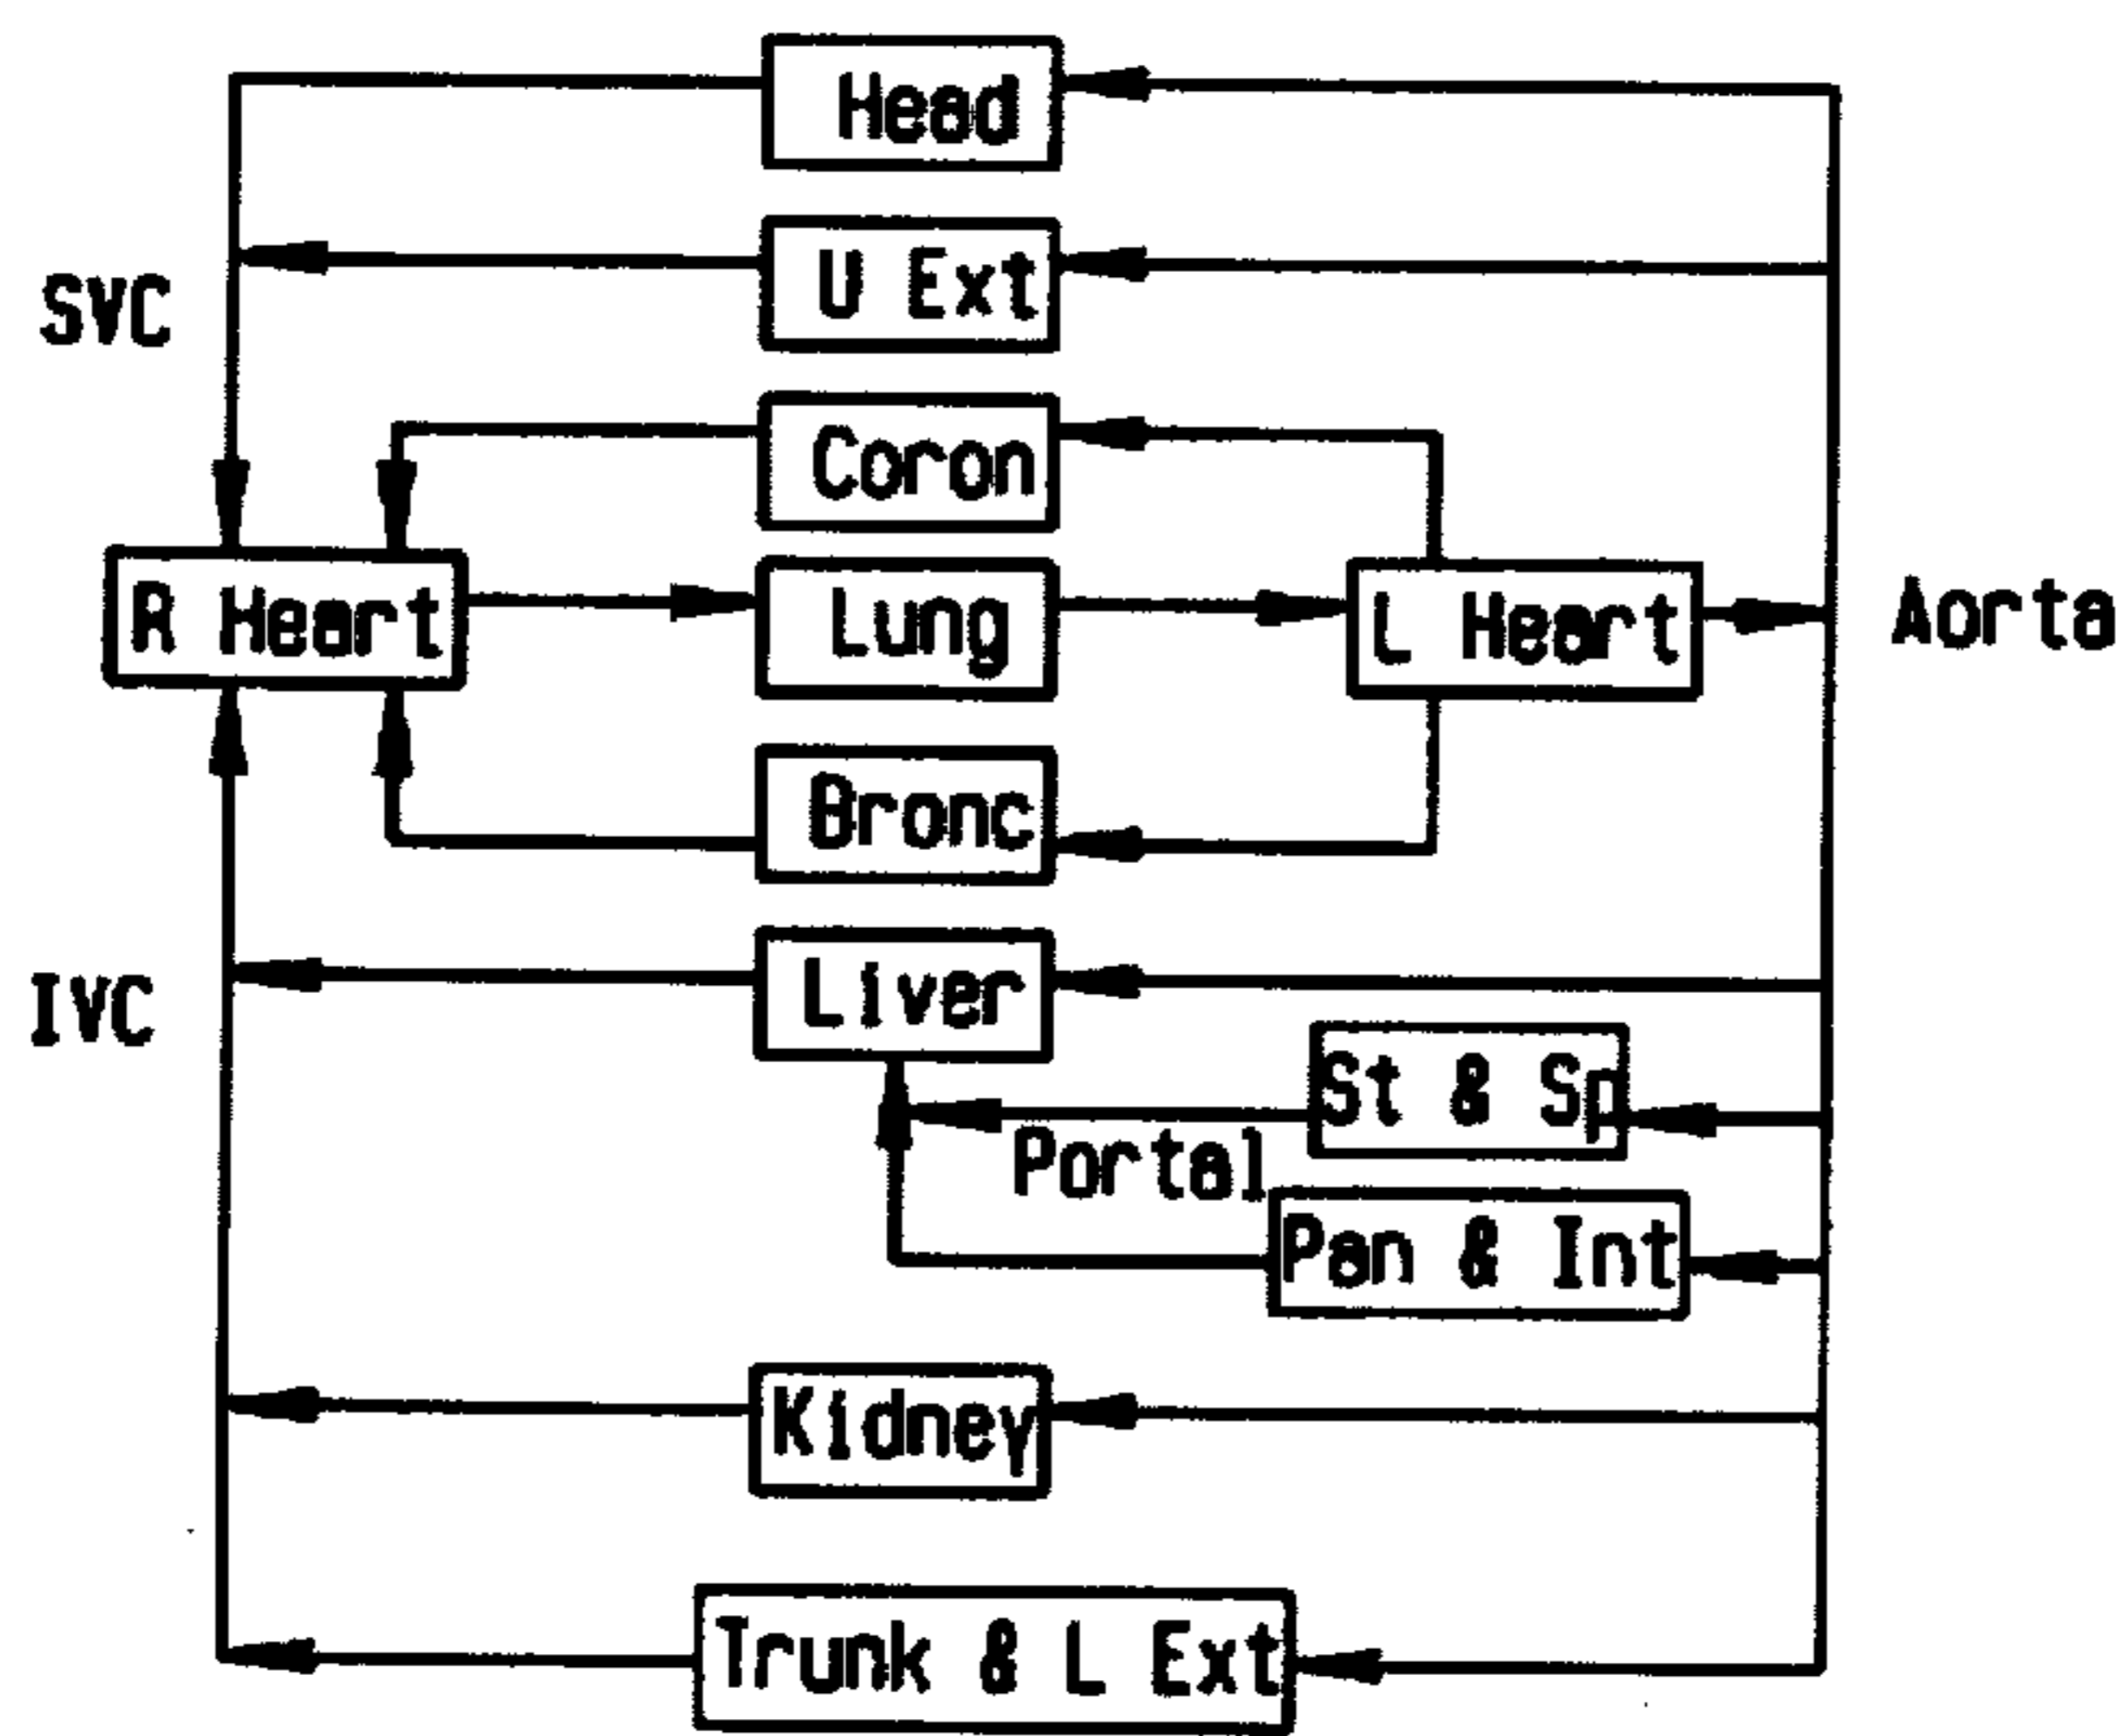 Head
U Ext
SVC
Coron
R Heart
Lung
L Heart
Aorta
Bronc
Liver
IVC
St & Sp
Portal
Pan & Int
Kidney
Trunk & L Ext